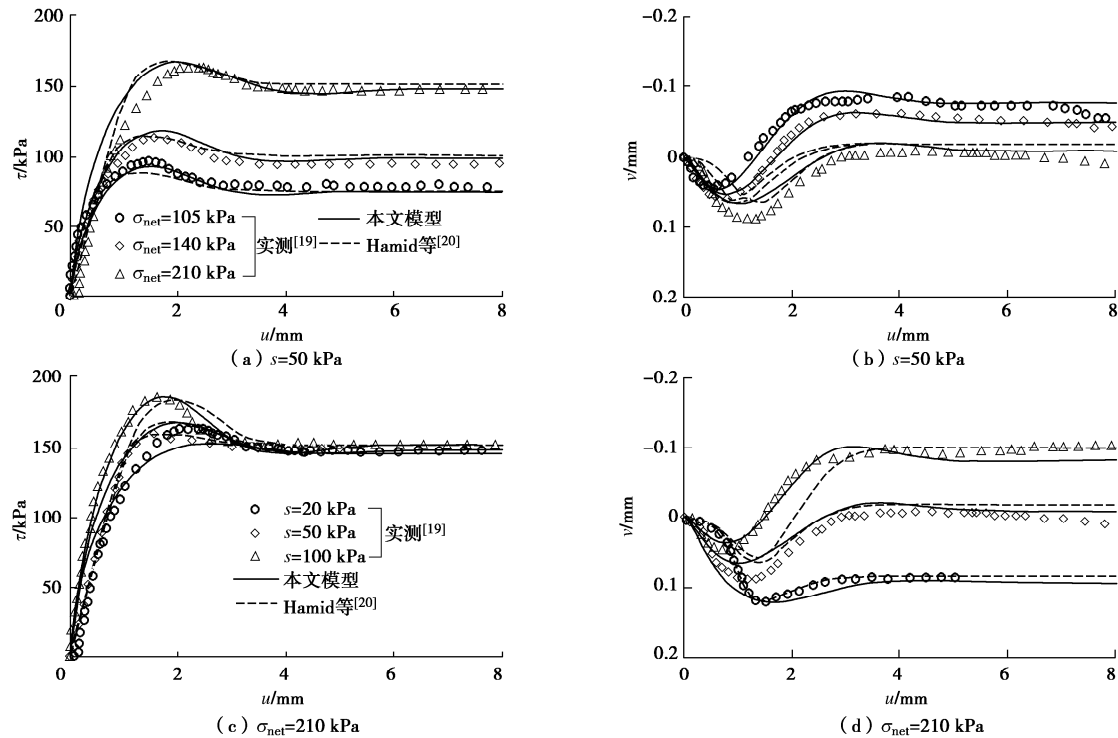 200
150
100
50
0
2
4
6
8
τ/kPa
u/mm
σnet=105 kPa
σnet=140 kPa
σnet=210 kPa
实测[19]
本文模型
Hamid等[20]
(a) s=50 kPa
−0.2
−0.1
0
0.1
0.2
0
2
4
6
8
v/mm
u/mm
(b) s=50 kPa
200
150
100
50
0
2
4
6
8
τ/kPa
u/mm
s=20 kPa
s=50 kPa
s=100 kPa
实测[19]
本文模型
Hamid等[20]
(c) σnet=210 kPa
−0.2
−0.1
0
0.1
0.2
0
2
4
6
8
v/mm
u/mm
(d) σnet=210 kPa